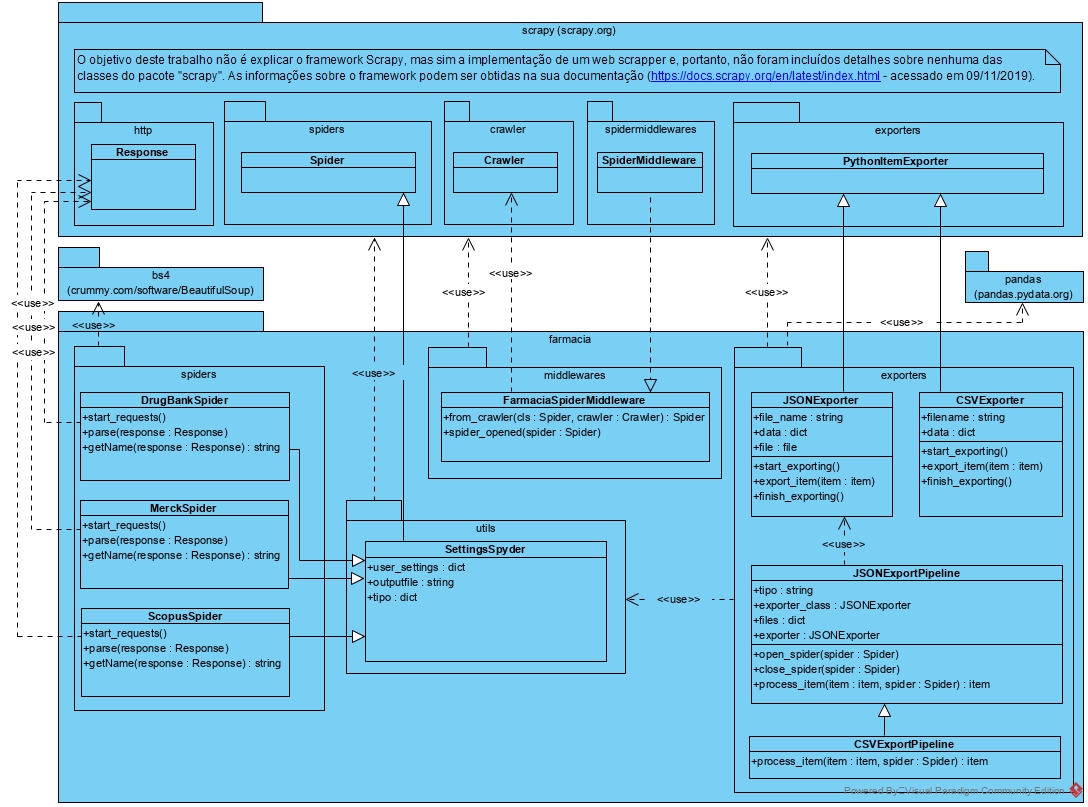 scrapy (scrapy.org)
O objetivo deste trabalho não é explicar o framework Scrapy, mas sim a implementação de um web scrapper e, portanto, não foram incluídos detalhes sobre nenhuma das
classes do pacote "scrapy". As informações sobre o framework podem ser obtidas na sua documentação (https://docs.scrapy.org/en/latest/index.html - acessado em 09/11/2019).
http
Response
spiders
Spider
crawler
Crawler
spidermiddlewares
SpiderMiddleware
exporters
PythonItemExporter
bs4
(crummy.com/software/BeautifulSoup)
pandas
(pandas.pydata.org)
<<use>>
<<use>>
<<use>>
<<use>>
<<use>>
<<use>>
<<use>>
<<use>>
<<use>>
farmacia
spiders
DrugBankSpider
+start_requests()
+parse(response : Response)
+getName(response : Response) : string
MerckSpider
+start_requests()
+parse(response : Response)
+getName(response : Response) : string
ScopusSpider
+start_requests()
+parse(response : Response)
+getName(response : Response) : string
middlewares
FarmaciaSpiderMiddleware
+from_crawler(cls : Spider, crawler : Crawler) : Spider
+spider_opened(spider : Spider)
utils
SettingsSpyder
+user_settings : dict
+outputfile : string
+tipo : dict
<<use>>
exporters
JSONExporter
+file_name : string
+data : dict
+file : file
+start_exporting()
+export_item(item : item)
+finish_exporting()
CSVExporter
+filename : string
+data : dict
+start_exporting()
+export_item(item : item)
+finish_exporting()
<<use>>
JSONExportPipeline
+tipo : string
+exporter_class : JSONExporter
+files : dict
+exporter : JSONExporter
+open_spider(spider : Spider)
+close_spider(spider : Spider)
+process_item(item : item, spider : Spider) : item
CSVExportPipeline
+process_item(item : item, spider : Spider) : item
Powered By Visual Paradigm Community Edition